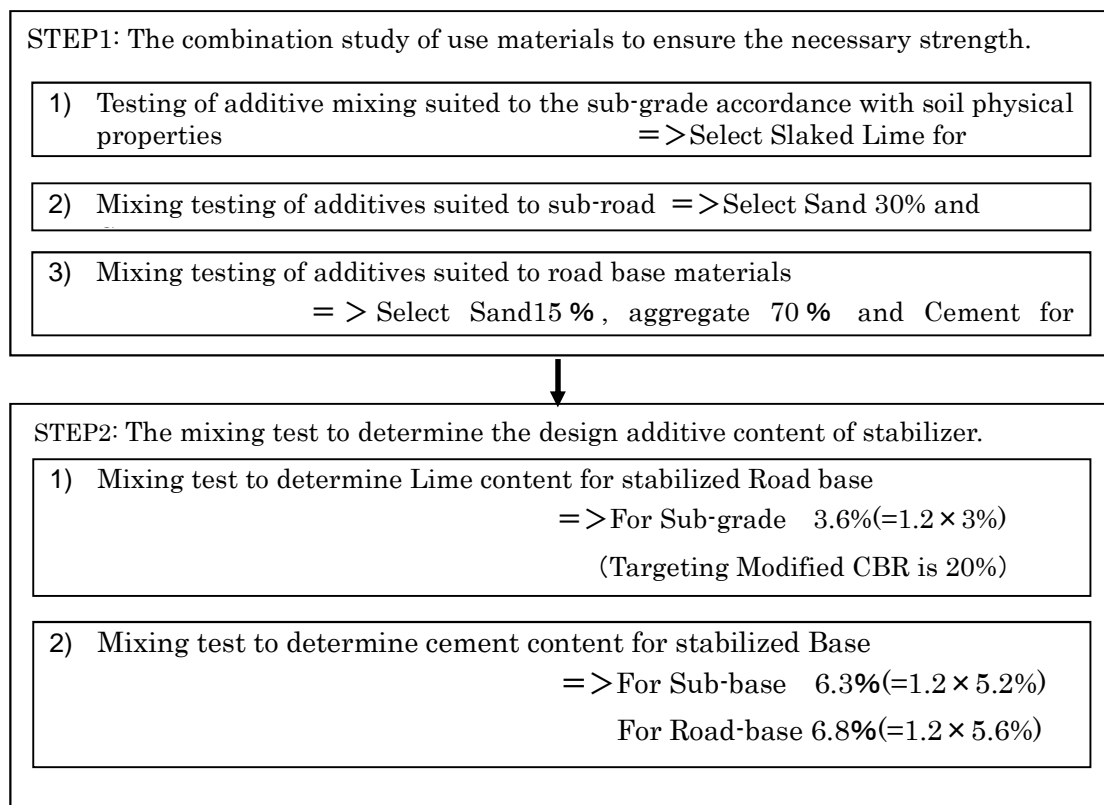 STEP1: The combination study of use materials to ensure the necessary strength.
1) Testing of additive mixing suited to the sub-grade accordance with soil physical
properties =>Select Slaked Lime for
2) Mixing testing of additives suited to sub-road =>Select Sand 30% and
3) Mixing testing of additives suited to road base materials
=> Select Sand15%, aggregate 70% and Cement for
STEP2: The mixing test to determine the design additive content of stabilizer.
1) Mixing test to determine Lime content for stabilized Road base
=>For Sub-grade 3.6%(=1.2×3%)
(Targeting Modified CBR is 20%)
2) Mixing test to determine cement content for stabilized Base
=>For Sub-base 6.3%(=1.2×5.2%)
For Road-base 6.8%(=1.2×5.6%)